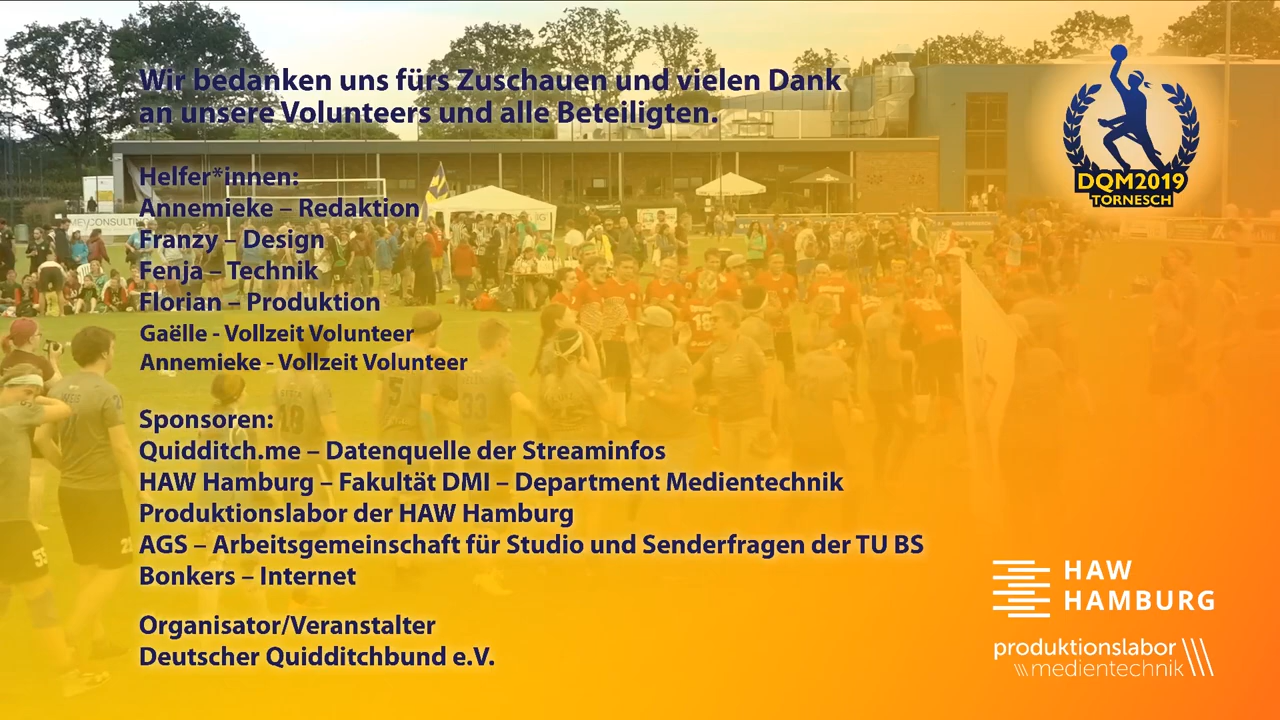 Wir bedanken uns fürs Zuschauen und vielen Dank
an unsere Volunteers und alle Beteiligten.
Helfer*innen:
Annemieke – Redaktion
Franzy – Design
Fenja – Technik
Florian – Produktion
Gaëlle - Vollzeit Volunteer
Annemieke - Vollzeit Volunteer
Sponsoren:
Quidditch.me – Datenquelle der Streaminfos
HAW Hamburg – Fakultät DMI – Department Medientechnik
Produktionslabor der HAW Hamburg
AGS – Arbeitsgemeinschaft für Studio und Senderfragen der TU BS
Bonkers – Internet
Organisator/Veranstalter
Deutscher Quidditchbund e.V.
DQM2019
TORNESCH
HAW
HAMBURG
produktionslabor
medientechnik